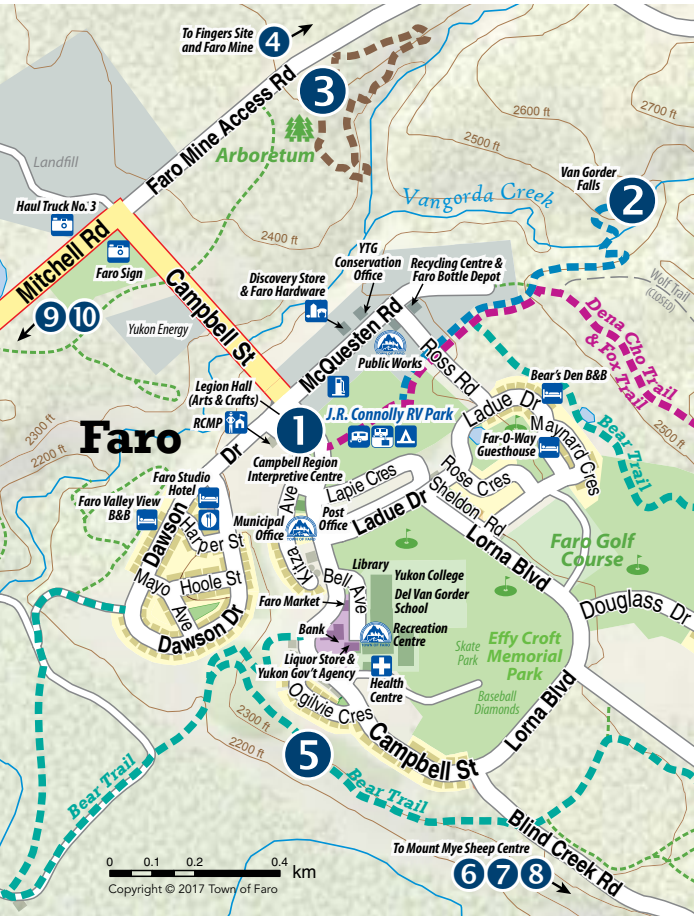 To Fingers Site
and Faro Mine
4
3
Faro Mine Access Rd
Arboretum
2600 ft
2700 ft
2500 ft
Landfill
Van Gorder
Falls
2
Vangorda Creek
Haul Truck No. 3
2400 ft
Mitchell Rd
Faro Sign
YTG
Conservation
Office
Recycling Centre &
Faro Bottle Depot
Wolf Trail
(CLOSED)
Discovery Store
& Faro Hardware
Campbell St
9 10
Yukon Energy
McQuesten Rd
Public Works
Ross Rd
Dena Cho Trail
& Fox Trail
Bear's Den B&B
Legion Hall
(Arts & Crafts)
RCMP
1
J.R. Connolly RV Park
Ladue Dr
Maynard Cres
Bear Trail
2300 ft
2200 ft
Faro
Dr
Campbell Region
Interpretive Centre
Far-O-Way
Guesthouse
Rose Cres
Sheldon Rd
Lapie Cres
Ladue Dr
Faro Studio
Hotel
Faro Valley View
B&B
Dawson
Harper St
Municipal
Office
TOWN OF FARO
Ave
Post
Office
Kitza
Lorna Blvd
Faro Golf
Course
Hoole St
Mayo
Ave
Dawson Dr
Library
Bell Ave
Yukon College
Del Van Gorder
School
Faro Market
Douglass Dr
Bank
Recreation
Centre
TOWN OF FARO
Skate
Park
Effy Croft
Memorial
Park
Liquor Store &
Yukon Gov't Agency
Health
Centre
Baseball
Diamonds
Ogilvie Cres
Lorna Blvd
2300 ft
2200 ft
5
Campbell St
Bear Trail
Bear Trail
Blind Creek Rd
To Mount Mye Sheep Centre
6 7 8
0 0.1 0.2 0.4 km
Copyright © 2017 Town of Faro